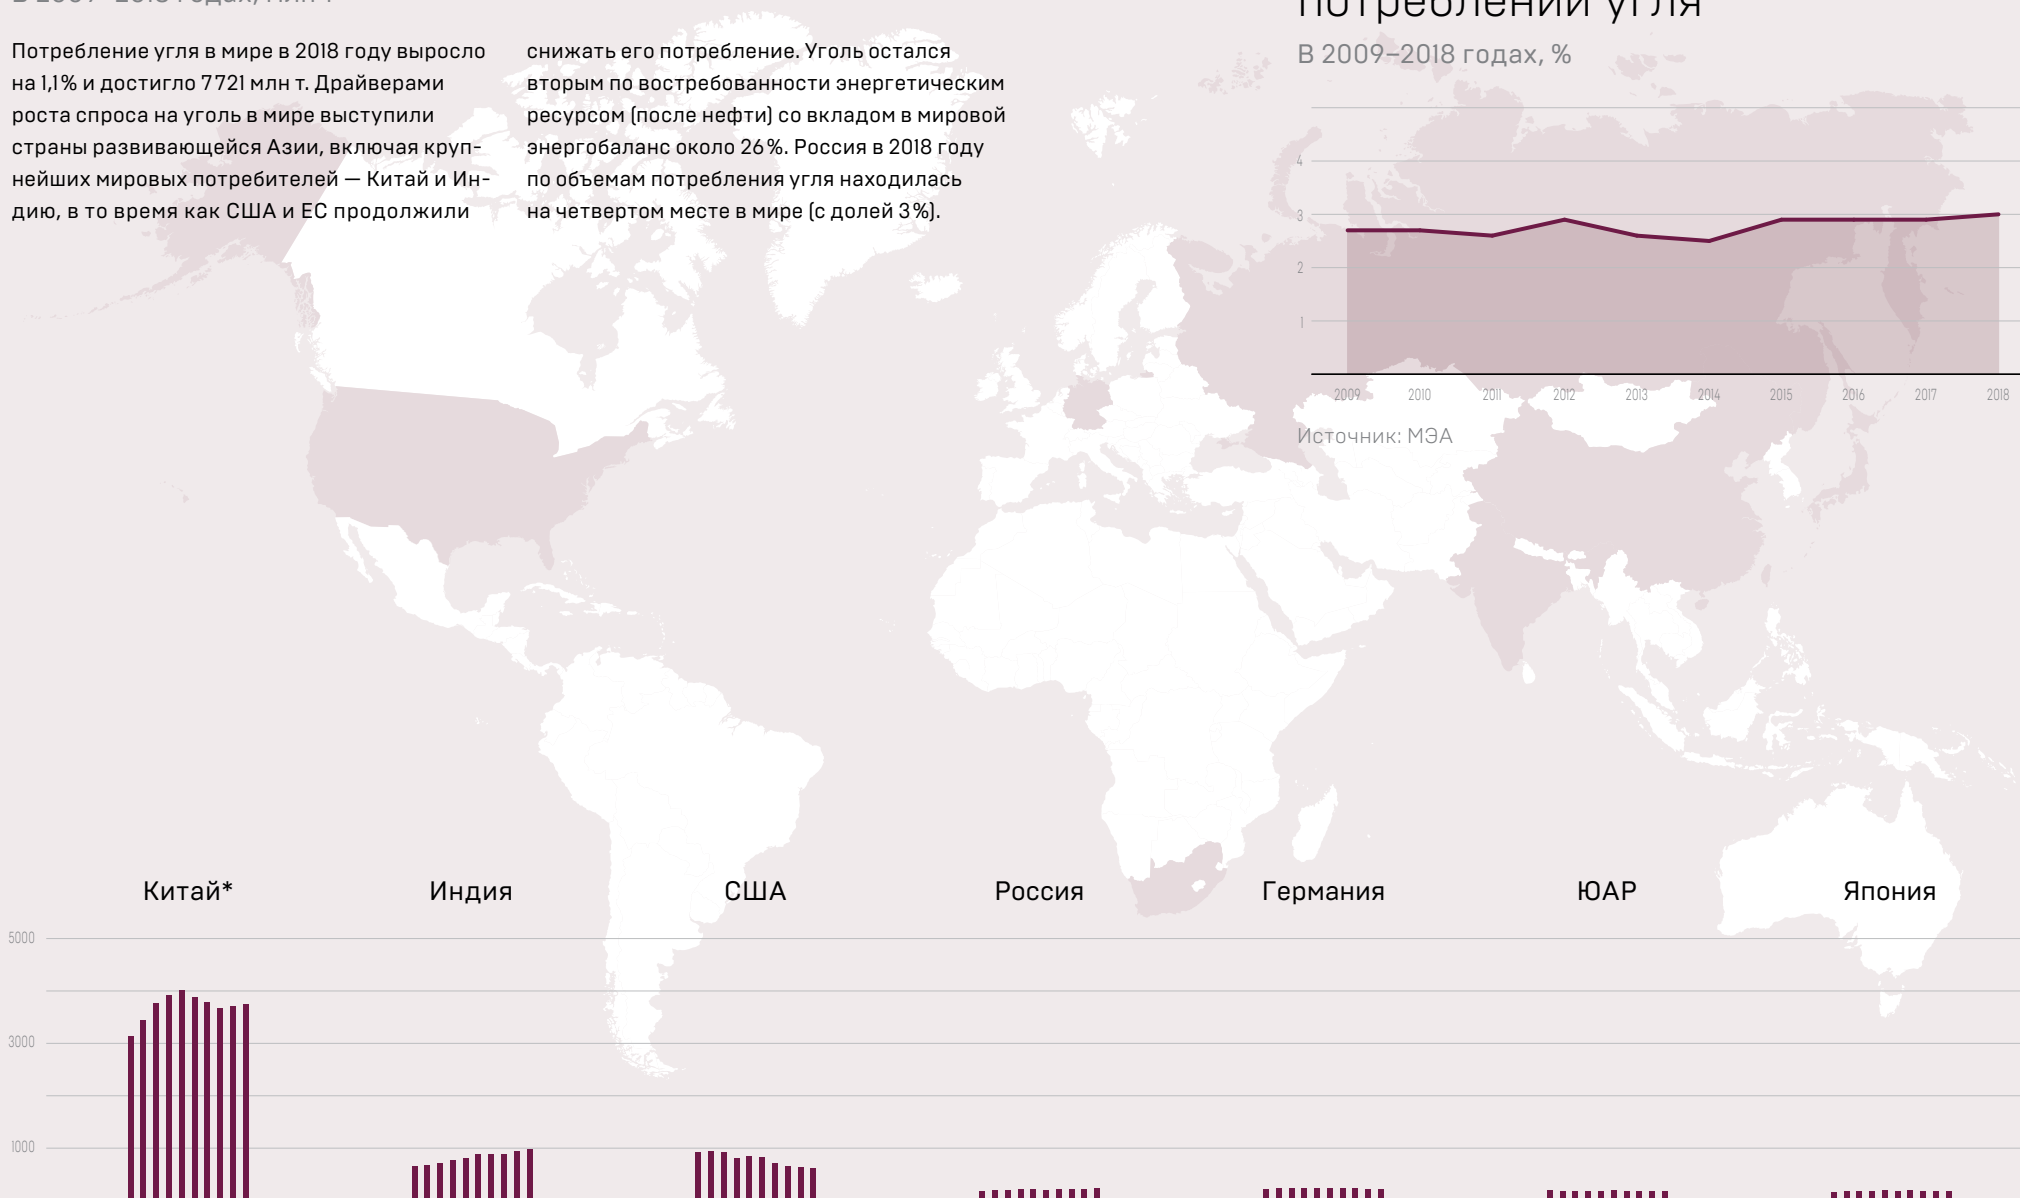 Потребление угля в мире в 2018 году выросло
на 1,1% и достигло 7721 млн т. Драйверами
роста спроса на уголь в мире выступили
страны развивающейся Азии, включая круп-
нейших мировых потребителей — Китай и Ин-
дию, в то время как США и ЕС продолжили
снижать его потребление. Уголь остался
вторым по востребованности энергетическим
ресурсом (после нефти) со вкладом в мировой
энергобаланс около 26%. Россия в 2018 году
по объемам потребления угля находилась
на четвертом месте в мире (с долей 3%).
потреблении угля
В 2009–2018 годах, %
4
3
2
1
2009 2010 2011 2012 2013 2014 2015 2016 2017 2018
Источник: МЭА
Китай* Индия США Россия Германия ЮАР Япония
5000
3000
1000